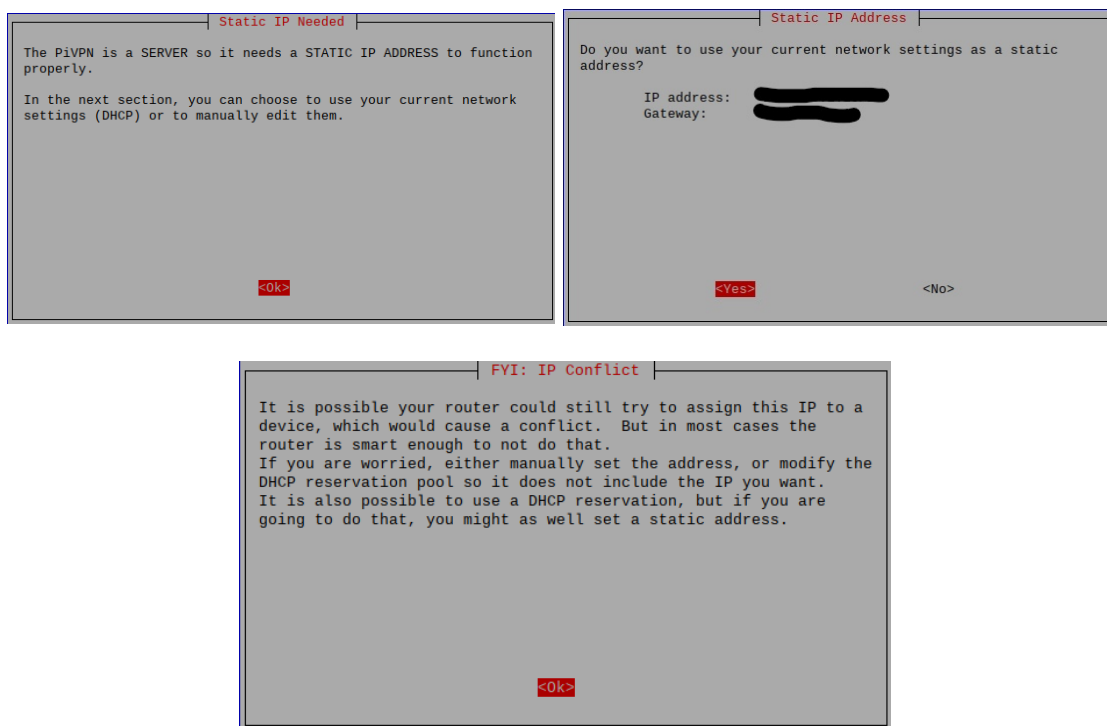 Static IP Needed
The PiVPN is a SERVER so it needs a STATIC IP ADDRESS to function
properly.
In the next section, you can choose to use your current network
settings (DHCP) or to manually edit them.
<Ok>
Static IP Address
Do you want to use your current network settings as a static
address?
IP address:
Gateway:
<Yes> <No>
FYI: IP Conflict
It is possible your router could still try to assign this IP to a
device, which would cause a conflict.  But in most cases the
router is smart enough to not do that.
If you are worried, either manually set the address, or modify the
DHCP reservation pool so it does not include the IP you want.
It is also possible to use a DHCP reservation, but if you are
going to do that, you might as well set a static address.
<Ok>